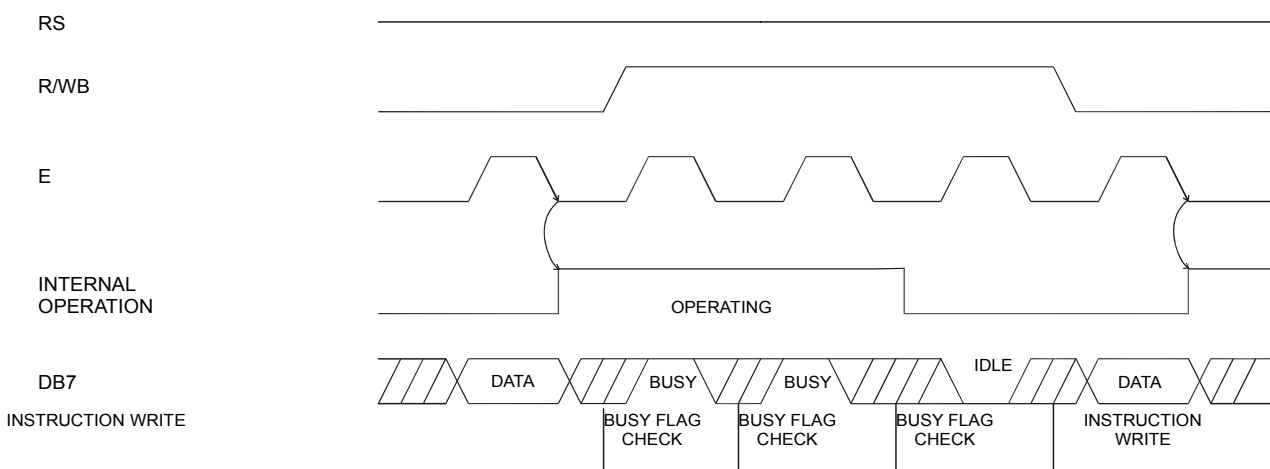 RS
R/WB
E
INTERNAL
OPERATION
OPERATING
DB7
DATA
BUSY
BUSY
IDLE
DATA
INSTRUCTION WRITE
BUSY FLAG
CHECK
BUSY FLAG
CHECK
BUSY FLAG
CHECK
INSTRUCTION
WRITE